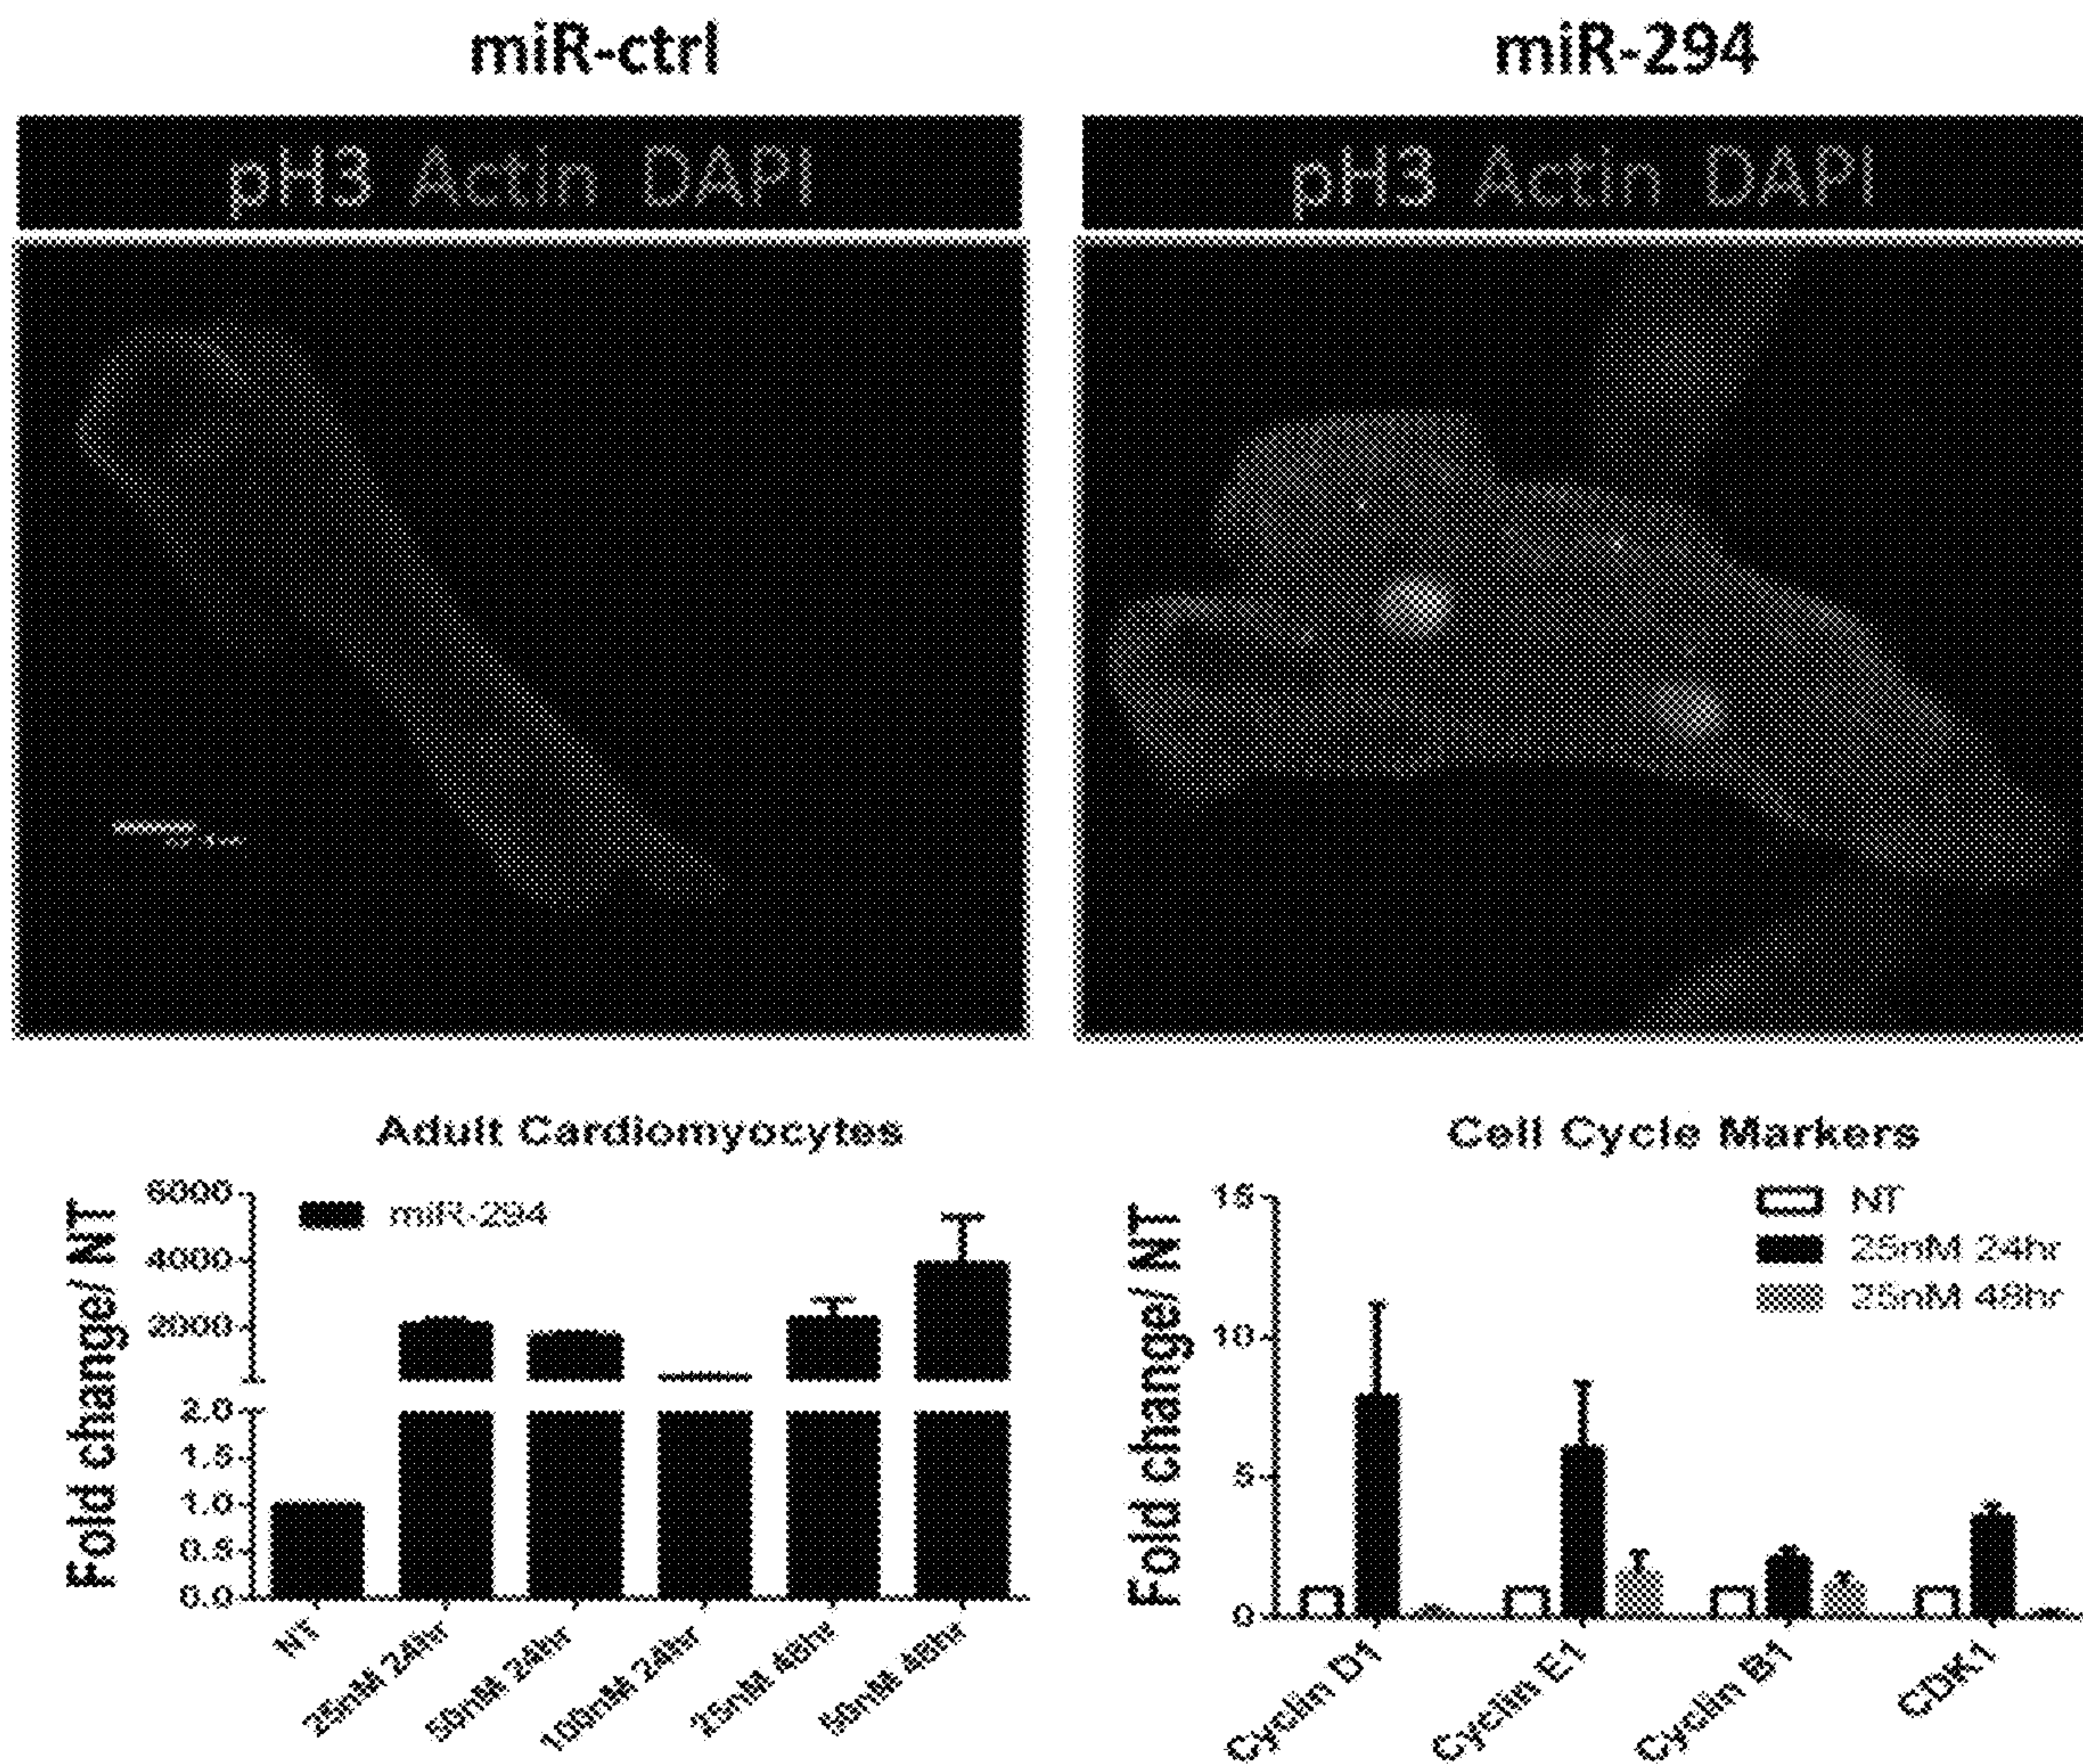 miR-ctrl
miR-294
pH3 Actin DAPI
pH3 Actin DAPI
Adult Cardiomyocytes
Fold change/ NT
6000
4000
2000
2.0
1.5
1.0
0.5
0.0
miR-294
NT
25nM 24hr
50nM 24hr
100nM 24hr
25nM 48hr
50nM 48hr
Cell Cycle Markers
Fold change/ NT
15
10
5
0
NT
25nM 24hr
25nM 48hr
Cyclin D1
Cyclin E1
Cyclin B1
CDK1